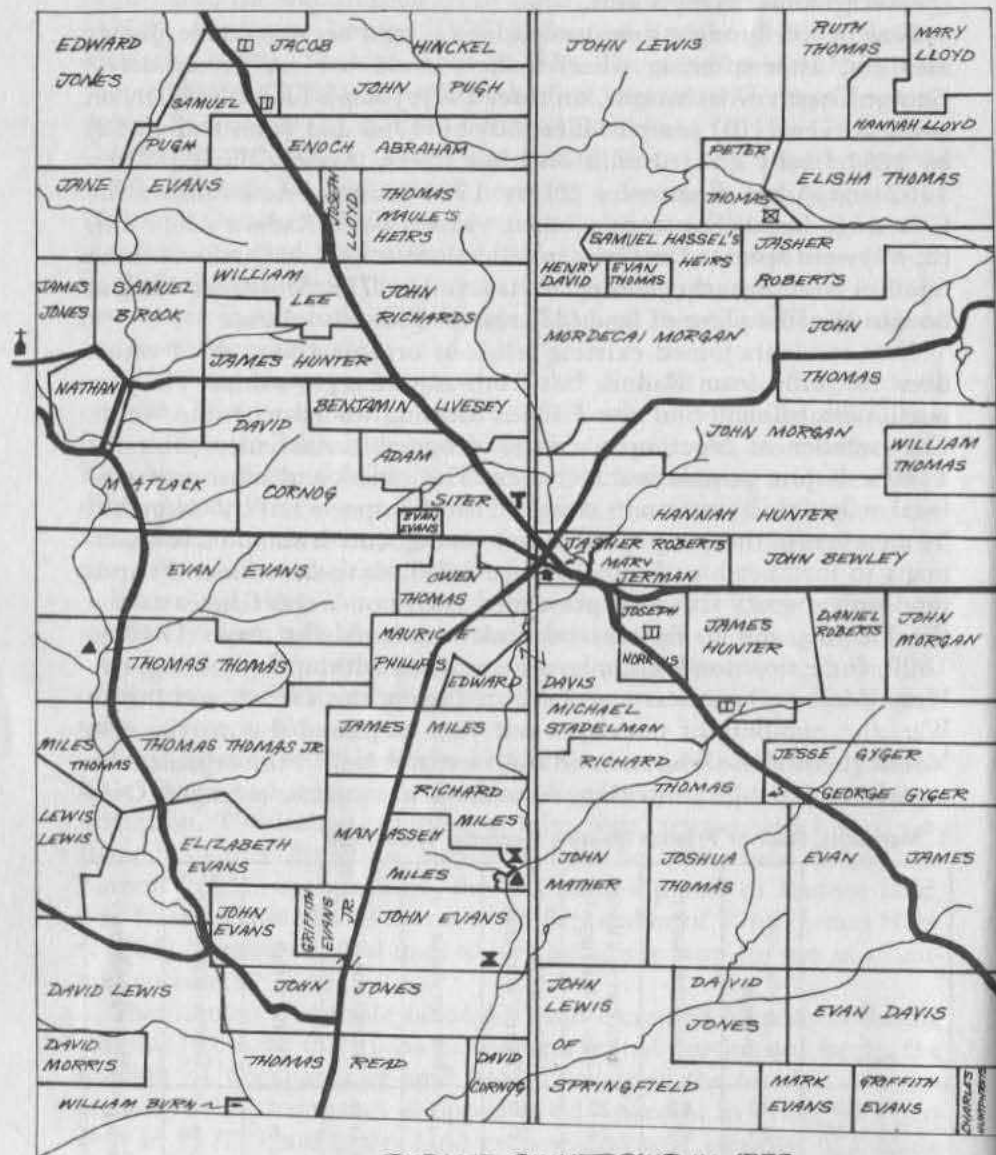 EDWARD
JONES
JACOB
HINCKEL
JOHN PUGH
JOHN LEWIS
RUTH
THOMAS
MARY
LLOYD
HANNAH LLOYD
SAMUEL
PUGH
ENOCH ABRAHAM
PETER
THOMAS
ELISHA THOMAS
JANE EVANS
JOSEPH
LLOYD
THOMAS
MAULE'S
HEIRS
SAMUEL HASSEL'S
HEIRS
JASHER
ROBERTS
HENRY
DAVID
EVAN
THOMAS
JAMES
JONES
SAMUEL
BROOK
WILLIAM
LEE
JOHN
RICHARDS
MORDECAI MORGAN
JOHN
THOMAS
JAMES HUNTER
NATHAN
MATLACK
BENJAMIN LIVESEY
DAVID
CORNOG
ADAM
SITER
JOHN MORGAN
WILLIAM
THOMAS
EVAN
EVANS
HANNAH HUNTER
JASHER ROBERTS
MARY
JERMAN
JOHN BEWLEY
EVAN EVANS
OWEN
THOMAS
JOSEPH
NORRIS
JAMES
HUNTER
DANIEL
ROBERTS
JOHN
MORGAN
MAURICE
PHILIPS
THOMAS THOMAS
EDWARD
DAVIS
MICHAEL
STADELMAN
JAMES MILES
MILES
THOMAS
THOMAS THOMAS JR.
RICHARD
THOMAS
JESSE GYGER
GEORGE GYGER
RICHARD
MILES
LEWIS
LEWIS
ELIZABETH
EVANS
MANASSEH
MILES
JOHN
MATHER
JOSHUA
THOMAS
EVAN JAMES
JOHN
EVANS
GRIFFITH
EVANS
JR.
JOHN EVANS
DAVID LEWIS
JOHN JONES
JOHN
LEWIS
OF
SPRINGFIELD
DAVID
JONES
EVAN DAVIS
DAVID
MORRIS
THOMAS READ
DAVID
CORNOG
MARK
EVANS
GRIFFITH
EVANS
CHARLES
HUMPHREYS
WILLIAM BURN